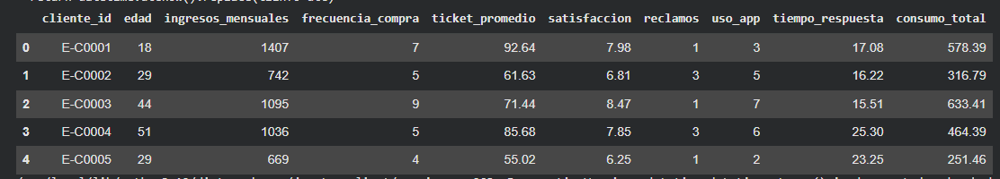 cliente_id edad ingresos_mensuales frecuencia_compra ticket_promedio satisfaccion reclamos uso_app tiempo_respuesta consumo_total
0 E-C0001 18 1407 7 92.64 7.98 1 3 17.08 578.39
1 E-C0002 29 742 5 61.63 6.81 3 5 16.22 316.79
2 E-C0003 44 1095 9 71.44 8.47 1 7 15.51 633.41
3 E-C0004 51 1036 5 85.68 7.85 3 6 25.30 464.39
4 E-C0005 29 669 4 55.02 6.25 1 2 23.25 251.46